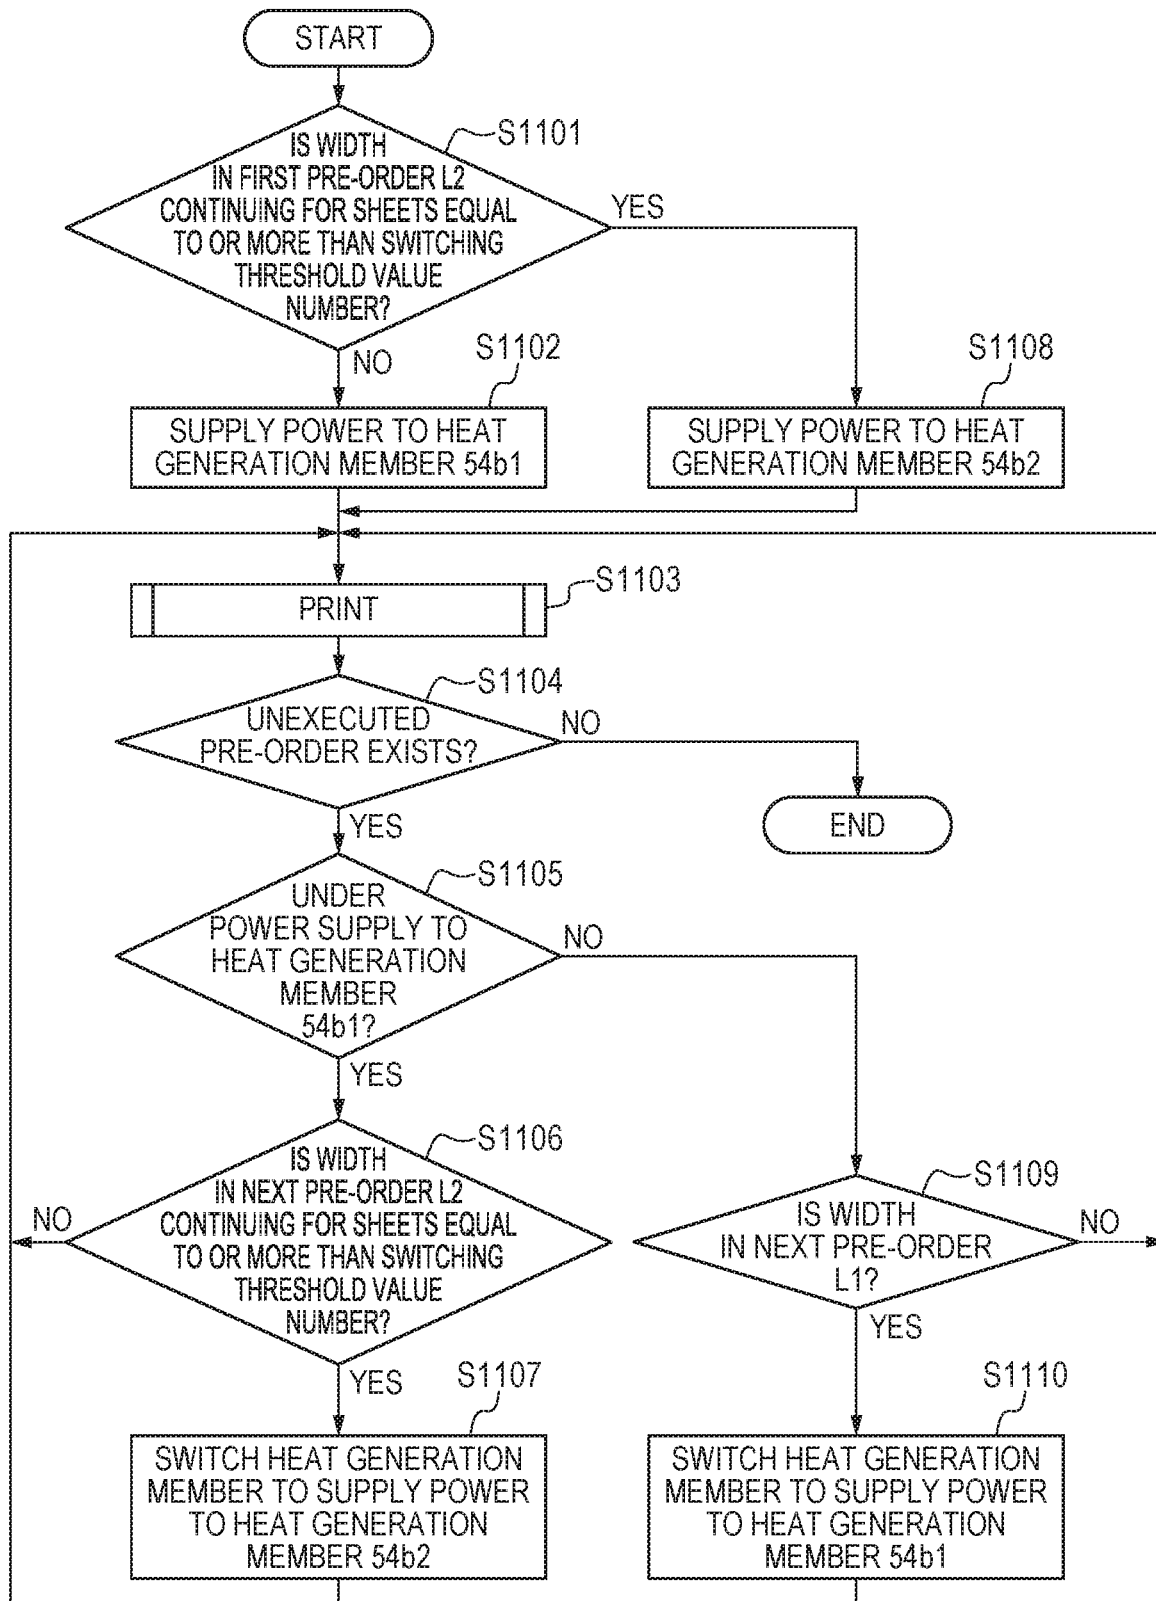 START
S1101
IS WIDTH
IN FIRST PRE-ORDER L2
CONTINUING FOR SHEETS EQUAL
TO OR MORE THAN SWITCHING
THRESHOLD VALUE
NUMBER?
YES
NO
S1102
SUPPLY POWER TO HEAT
GENERATION MEMBER 54b1
S1108
SUPPLY POWER TO HEAT
GENERATION MEMBER 54b2
S1103
PRINT
S1104
UNEXECUTED
PRE-ORDER EXISTS?
NO
END
YES
S1105
UNDER
POWER SUPPLY TO
HEAT GENERATION
MEMBER
54b1?
NO
YES
S1106
IS WIDTH
IN NEXT PRE-ORDER L2
CONTINUING FOR SHEETS EQUAL
TO OR MORE THAN SWITCHING
THRESHOLD VALUE
NUMBER?
NO
YES
S1109
IS WIDTH
IN NEXT PRE-ORDER
L1?
NO
YES
S1107
SWITCH HEAT GENERATION
MEMBER TO SUPPLY POWER
TO HEAT GENERATION
MEMBER 54b2
S1110
SWITCH HEAT GENERATION
MEMBER TO SUPPLY POWER
TO HEAT GENERATION
MEMBER 54b1